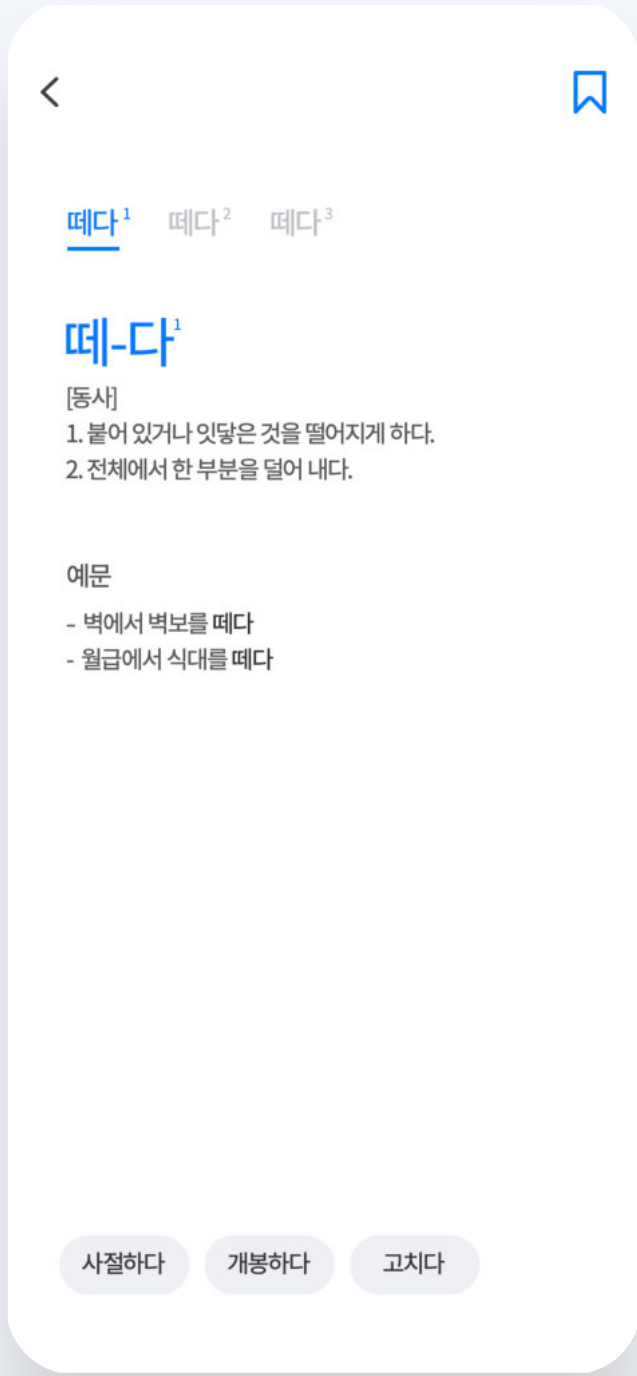 떼다¹ 떼다² 떼다³
떼-다¹
[동사]
1. 붙어 있거나 잇닿은 것을 떨어지게 하다.
2. 전체에서 한 부분을 덜어 내다.
예문
- 벽에서 벽보를 떼다
- 월급에서 식대를 떼다
사절하다 개봉하다 고치다